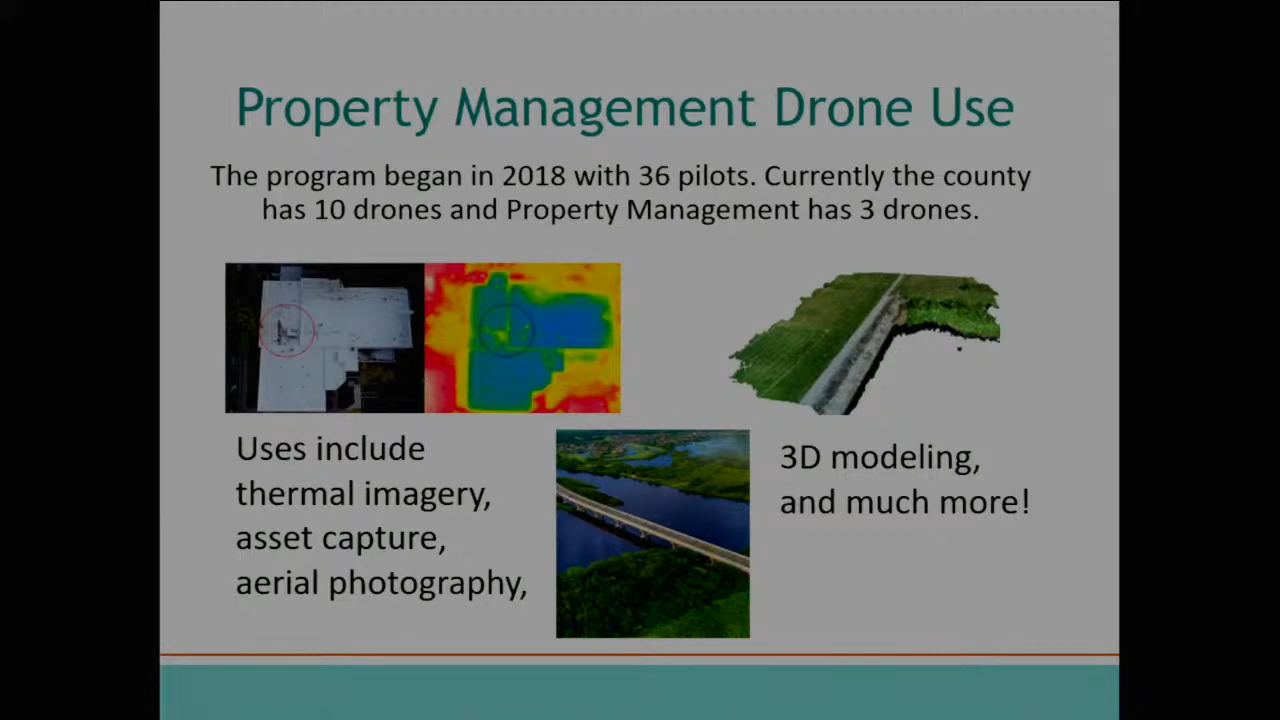 Property Management Drone Use
The program began in 2018 with 36 pilots. Currently the county
has 10 drones and Property Management has 3 drones.
Uses include
thermal imagery,
asset capture,
aerial photography,
3D modeling,
and much more!